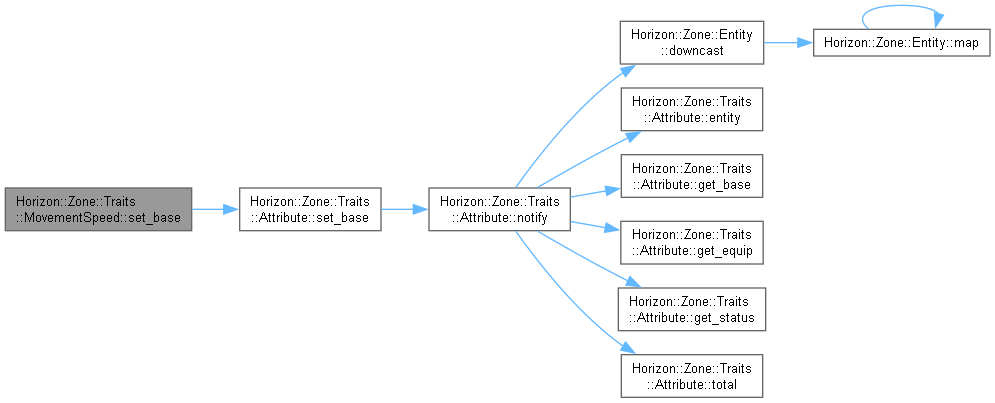 Horizon::Zone::Traits
::MovementSpeed::set_base
Horizon::Zone::Traits
::Attribute::set_base
Horizon::Zone::Traits
::Attribute::notify
Horizon::Zone::Entity
::downcast
Horizon::Zone::Entity::map
Horizon::Zone::Traits
::Attribute::entity
Horizon::Zone::Traits
::Attribute::get_base
Horizon::Zone::Traits
::Attribute::get_equip
Horizon::Zone::Traits
::Attribute::get_status
Horizon::Zone::Traits
::Attribute::total